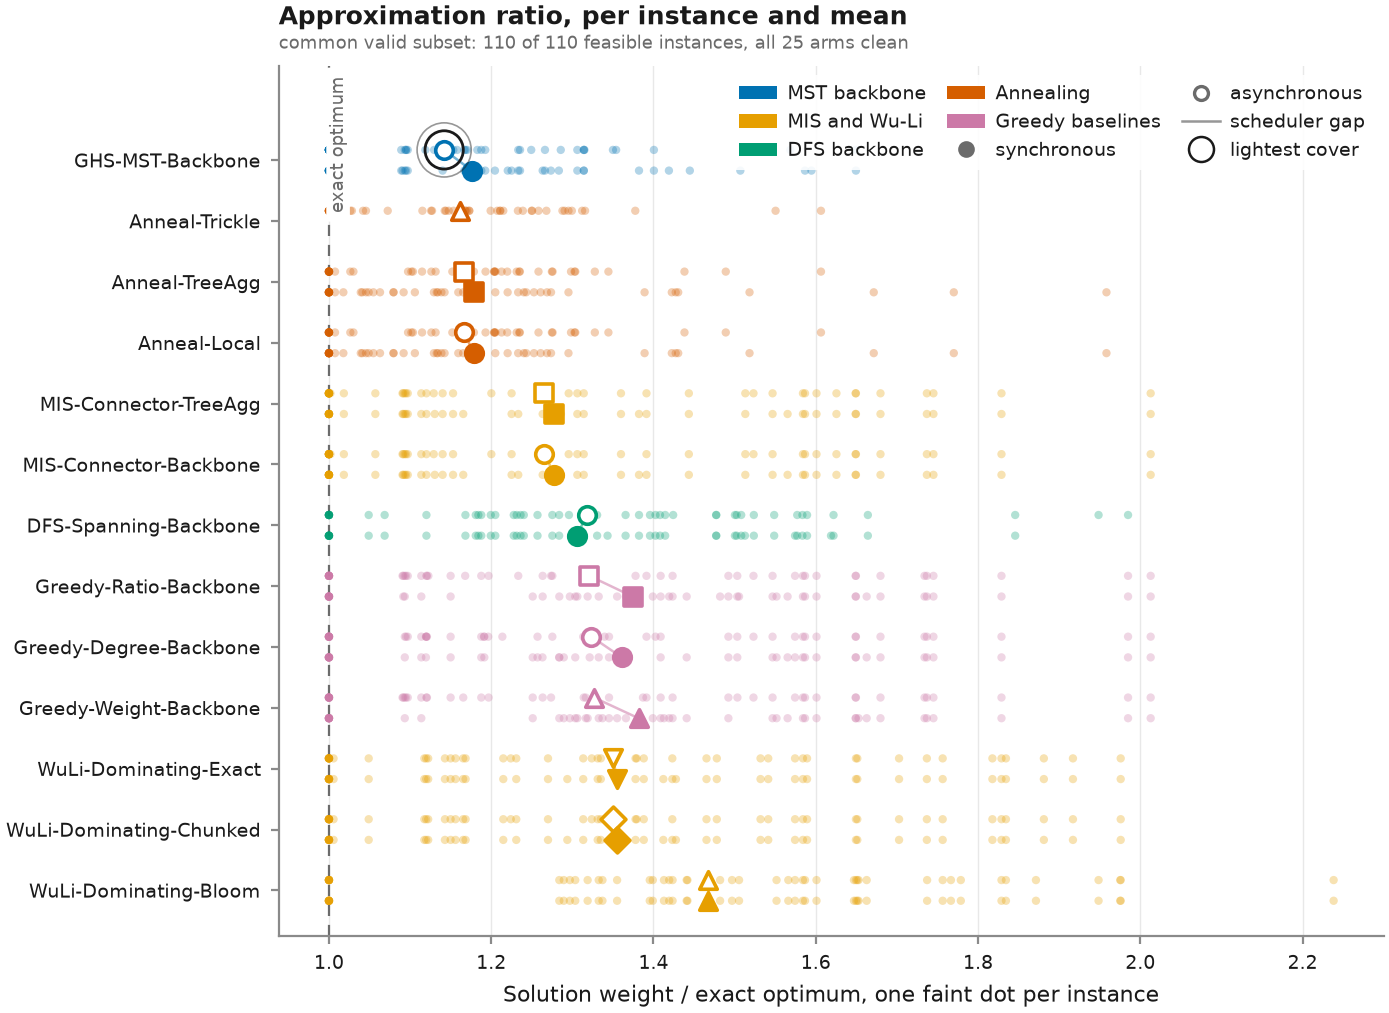 Approximation ratio, per instance and mean
common valid subset: 110 of 110 feasible instances, all 25 arms clean
exact optimum
MST backbone
MIS and Wu-Li
DFS backbone
Annealing
Greedy baselines
synchronous
asynchronous
scheduler gap
lightest cover
GHS-MST-Backbone
Anneal-Trickle
Anneal-TreeAgg
Anneal-Local
MIS-Connector-TreeAgg
MIS-Connector-Backbone
DFS-Spanning-Backbone
Greedy-Ratio-Backbone
Greedy-Degree-Backbone
Greedy-Weight-Backbone
WuLi-Dominating-Exact
WuLi-Dominating-Chunked
WuLi-Dominating-Bloom
1.0 1.2 1.4 1.6 1.8 2.0 2.2
Solution weight / exact optimum, one faint dot per instance